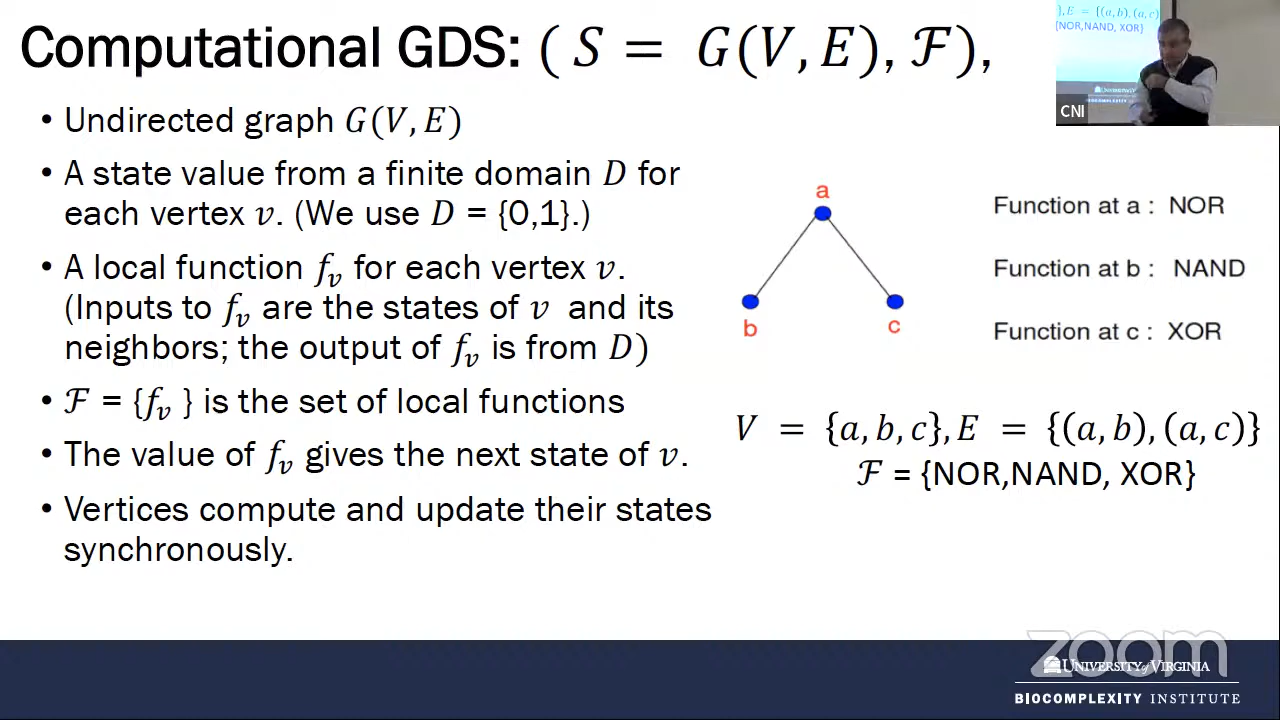 Computational GDS: ( S = G(V, E), ℱ),
• Undirected graph G(V, E)
• A state value from a finite domain D for
each vertex v. (We use D = {0,1}.)
• A local function f_v for each vertex v.
(Inputs to f_v are the states of v and its
neighbors; the output of f_v is from D)
• ℱ = {f_v } is the set of local functions
• The value of f_v gives the next state of v.
• Vertices compute and update their states
synchronously.
, E = {(a, b), (a, c)
{NOR,NAND, XOR}
CNI
a
b
c
Function at a : NOR
Function at b : NAND
Function at c : XOR
V = {a, b, c}, E = {(a, b), (a, c)}
ℱ = {NOR,NAND, XOR}
zoom
UNIVERSITY of VIRGINIA
BIOCOMPLEXITY INSTITUTE